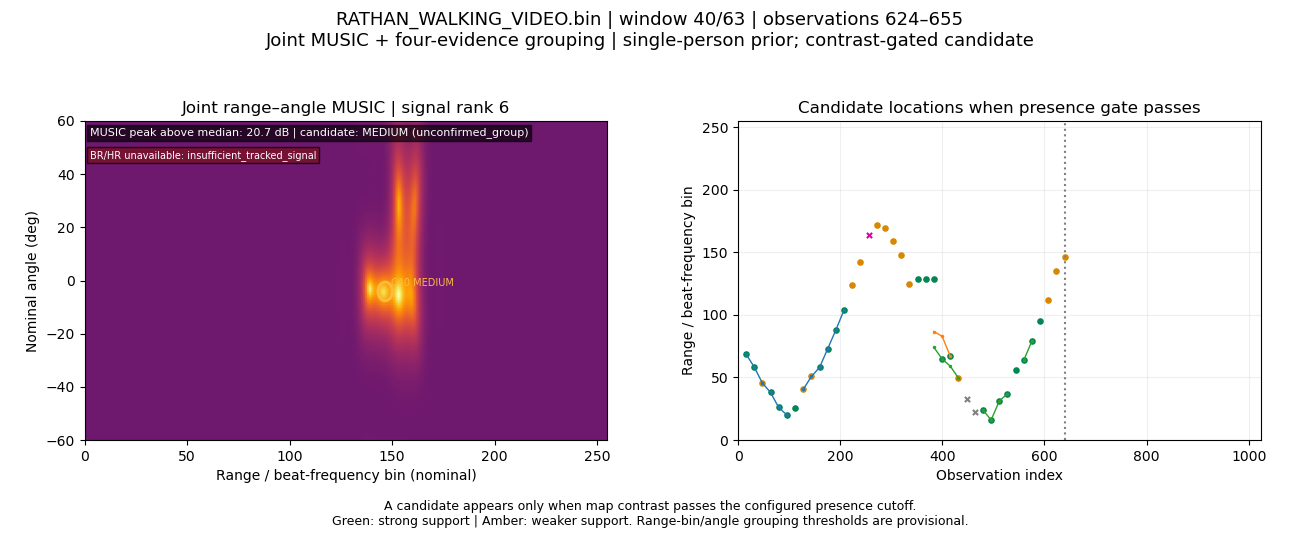 RATHAN_WALKING_VIDEO.bin | window 40/63 | observations 624–655
Joint MUSIC + four-evidence grouping | single-person prior; contrast-gated candidate
Joint range–angle MUSIC | signal rank 6
MUSIC peak above median: 20.7 dB | candidate: MEDIUM (unconfirmed_group)
BR/HR unavailable: insufficient_tracked_signal
MEDIUM
60
40
20
0
−20
−40
−60
Nominal angle (deg)
0 50 100 150 200 250
Range / beat-frequency bin (nominal)
Candidate locations when presence gate passes
250
200
150
100
50
0
Range / beat-frequency bin
0 200 400 600 800 1000
Observation index
A candidate appears only when map contrast passes the configured presence cutoff.
Green: strong support | Amber: weaker support. Range-bin/angle grouping thresholds are provisional.